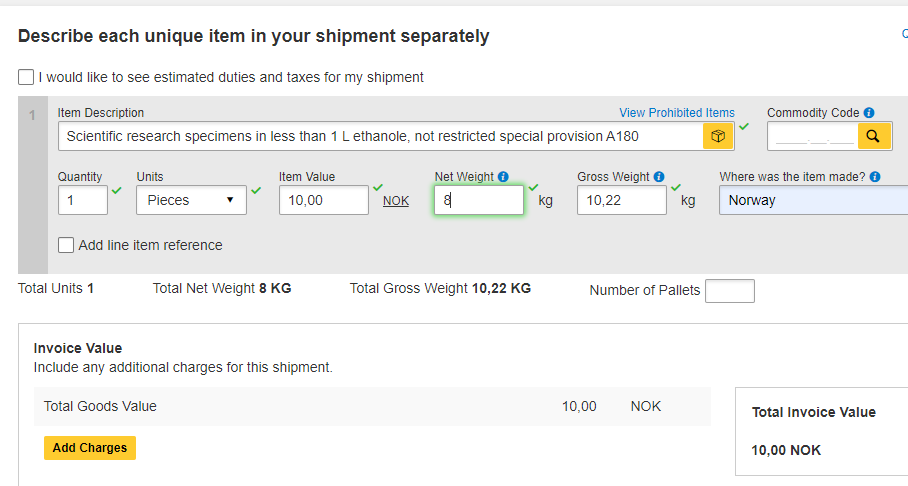 Describe each unique item in your shipment separately
I would like to see estimated duties and taxes for my shipment
1
Item Description View Prohibited Items Commodity Code
Scientific research specimens in less than 1 L ethanole, not restricted special provision A180
Quantity Units Item Value Net Weight Gross Weight Where was the item made?
1 Pieces 10,00 NOK 8 kg 10,22 kg Norway
Add line item reference
Total Units 1 Total Net Weight 8 KG Total Gross Weight 10,22 KG Number of Pallets
Invoice Value
Include any additional charges for this shipment.
Total Goods Value 10,00 NOK
Total Invoice Value
Add Charges
10,00 NOK